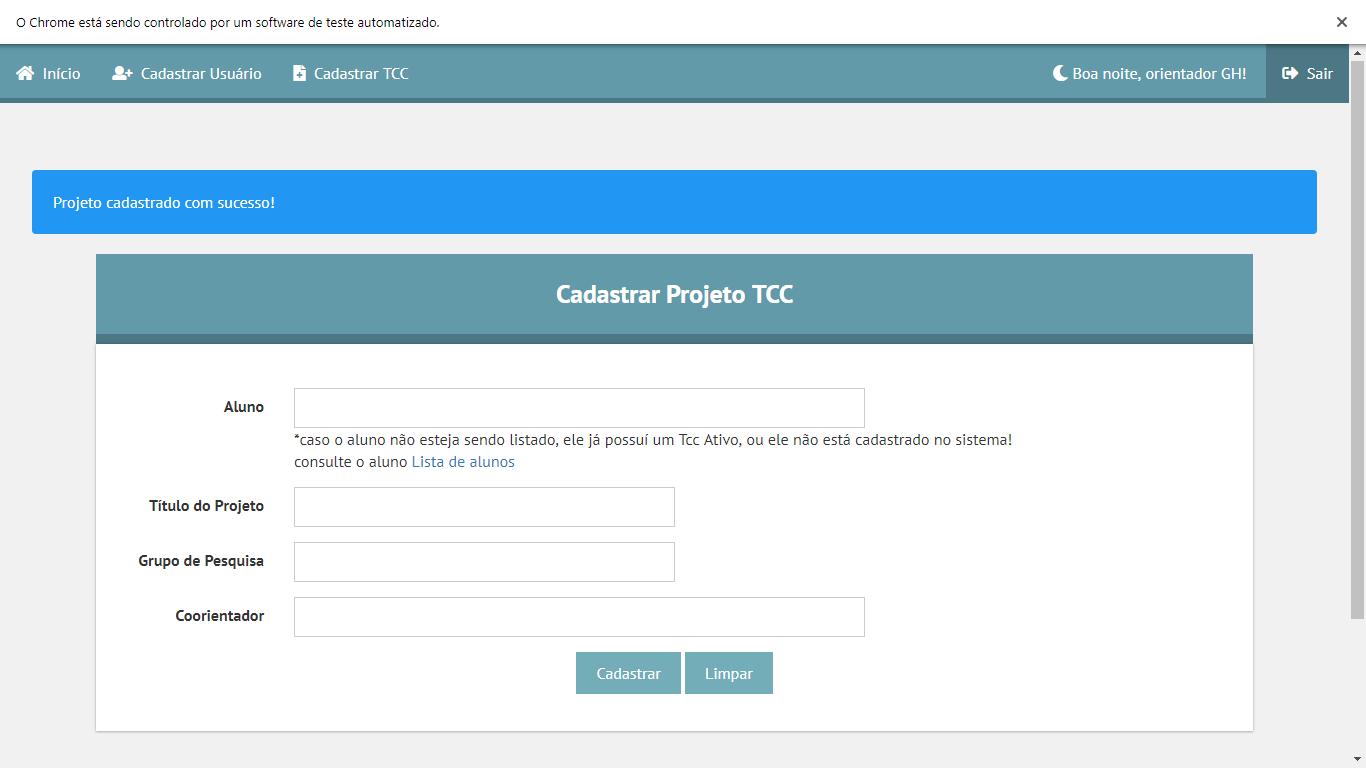 O Chrome está sendo controlado por um software de teste automatizado.
Início Cadastrar Usuário Cadastrar TCC Boa noite, orientador GH! Sair
Projeto cadastrado com sucesso!
Cadastrar Projeto TCC
Aluno
*caso o aluno não esteja sendo listado, ele já possuí um Tcc Ativo, ou ele não está cadastrado no sistema!
consulte o aluno Lista de alunos
Título do Projeto
Grupo de Pesquisa
Coorientador
Cadastrar Limpar